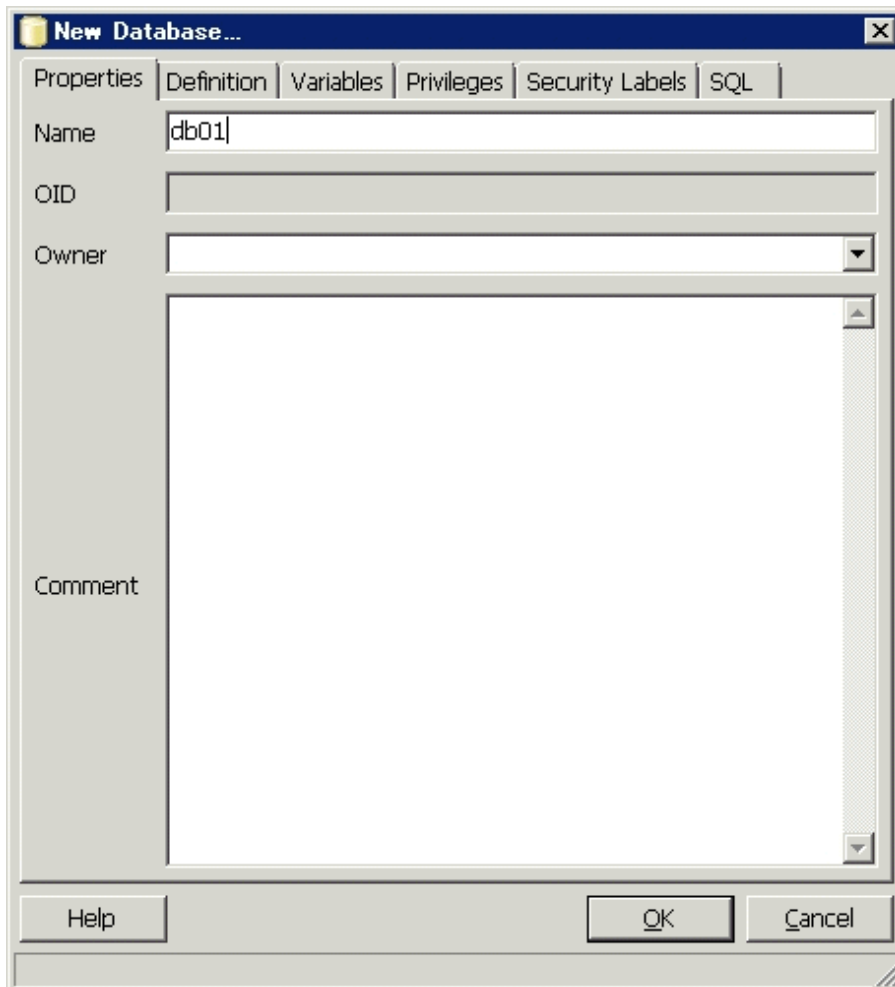 New Database...
Properties Definition Variables Privileges Security Labels SQL
Name db01
OID
Owner
Comment
Help OK Cancel